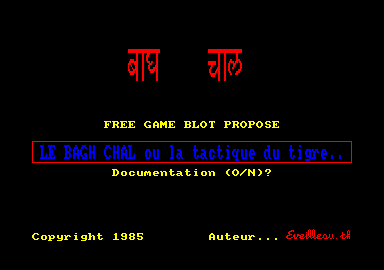 बाघ चाल
FREE GAME BLOT PROPOSE
LE BAGH CHAL ou la tactique du tigre..
Documentation (O/N)?
Copyright 1985 Auteur...